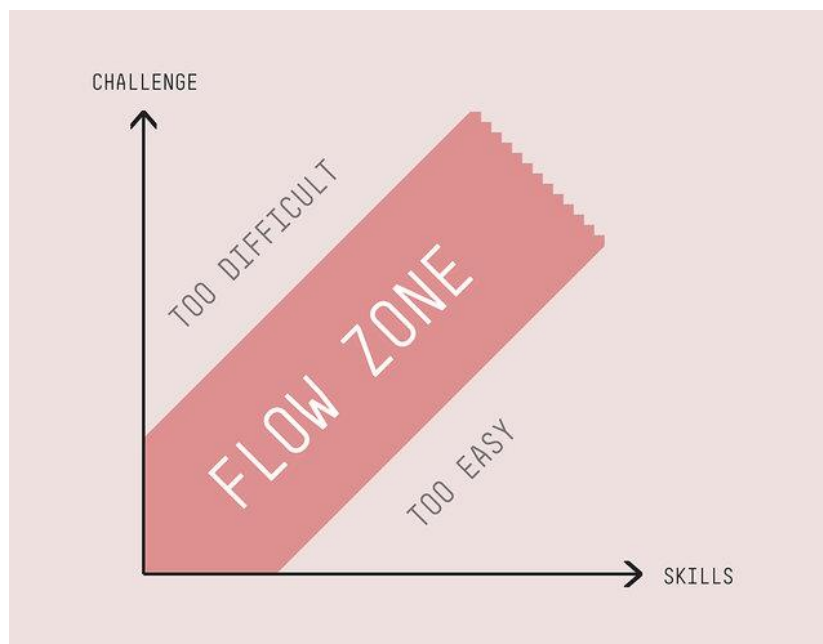 CHALLENGE
TOO DIFFICULT
FLOW ZONE
TOO EASY
SKILLS